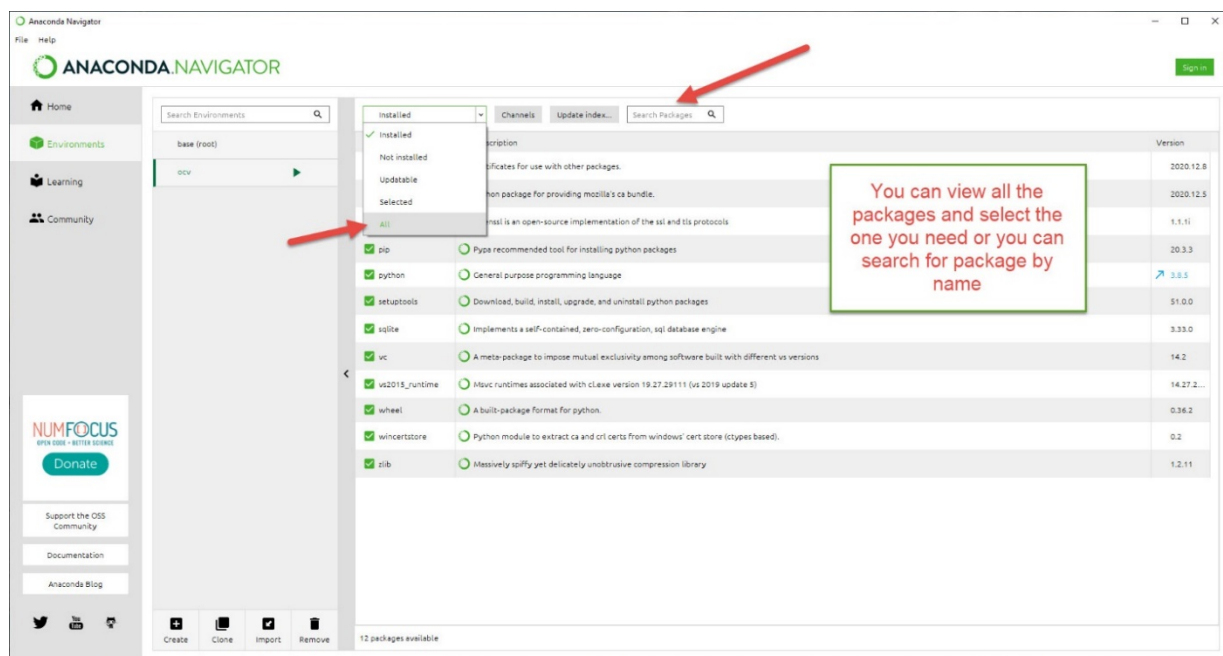 Anaconda Navigator
File Help
ANACONDA.NAVIGATOR
Sign in
Home
Environments
Learning
Community
Search Environments
base (root)
ocv
Installed
Channels
Update index...
Search Packages
Installed
Not installed
Updatable
Selected
All
scription Version
tificates for use with other packages. 2020.12.8
hon package for providing mozilla's ca bundle. 2020.12.5
nssl is an open-source implementation of the ssl and tls protocols 1.1.1i
pip Pypa recommended tool for installing python packages 20.3.3
python General purpose programming language 3.8.5
setuptools Download, build, install, upgrade, and uninstall python packages 51.0.0
sqlite Implements a self-contained, zero-configuration, sql database engine 3.33.0
vc A meta-package to impose mutual exclusivity among software built with different vs versions 14.2
vs2015_runtime Msvc runtimes associated with cl.exe version 19.27.29111 (vs 2019 update 5) 14.27.2...
wheel A built-package format for python. 0.36.2
wincertstore Python module to extract ca and crl certs from windows' cert store (ctypes based). 0.2
zlib Massively spiffy yet delicately unobtrusive compression library 1.2.11
You can view all the
packages and select the
one you need or you can
search for package by
name
NUMFOCUS
OPEN CODE = BETTER SCIENCE
Donate
Support the OSS
Community
Documentation
Anaconda Blog
You
Tube
Create Clone Import Remove
12 packages available